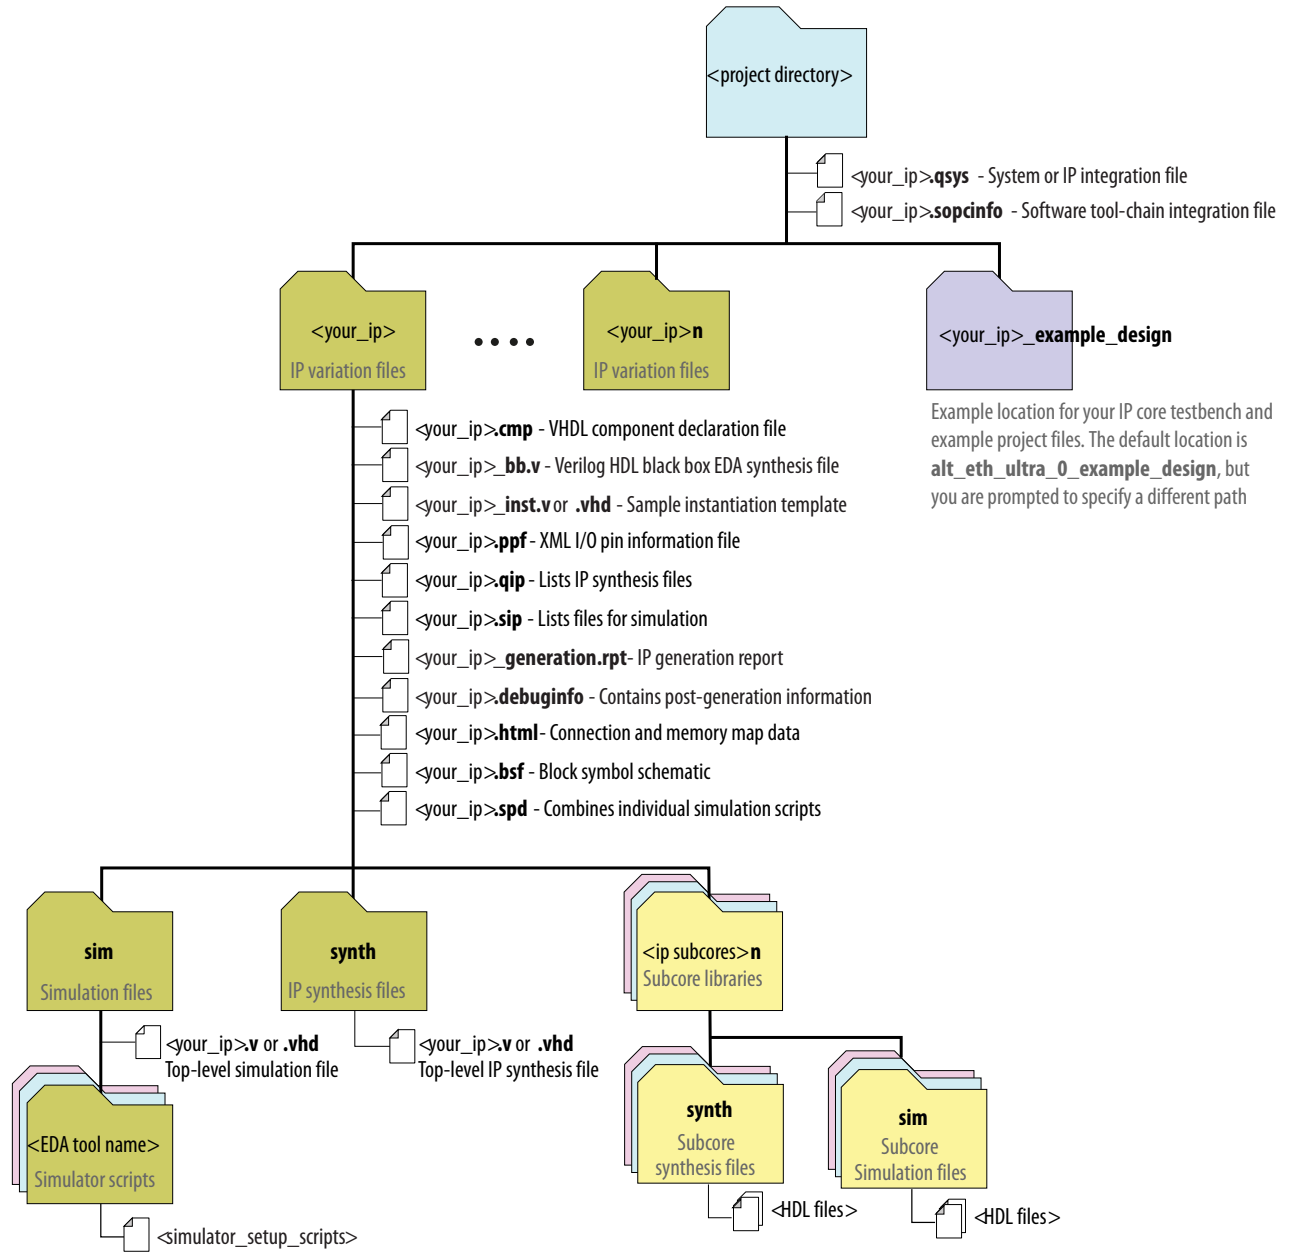 <project directory>
<your_ip>.qsys - System or IP integration file
<your_ip>.sopcinfo - Software tool-chain integration file
<your_ip>
IP variation files
<your_ip>n
IP variation files
<your_ip>_example_design
Example location for your IP core testbench and
example project files. The default location is
alt_eth_ultra_0_example_design, but
you are prompted to specify a different path
<your_ip>.cmp - VHDL component declaration file
<your_ip>_bb.v - Verilog HDL black box EDA synthesis file
<your_ip>_inst.v or .vhd - Sample instantiation template
<your_ip>.ppf - XML I/O pin information file
<your_ip>.qip - Lists IP synthesis files
<your_ip>.sip - Lists files for simulation
<your_ip>_generation.rpt- IP generation report
<your_ip>.debuginfo - Contains post-generation information
<your_ip>.html- Connection and memory map data
<your_ip>.bsf - Block symbol schematic
<your_ip>.spd - Combines individual simulation scripts
sim
Simulation files
synth
IP synthesis files
<ip subcores>n
Subcore libraries
<your_ip>.v or .vhd
Top-level simulation file
<your_ip>.v or .vhd
Top-level IP synthesis file
<EDA tool name>
Simulator scripts
synth
Subcore
synthesis files
sim
Subcore
Simulation files
<simulator_setup_scripts>
<HDL files>
<HDL files>